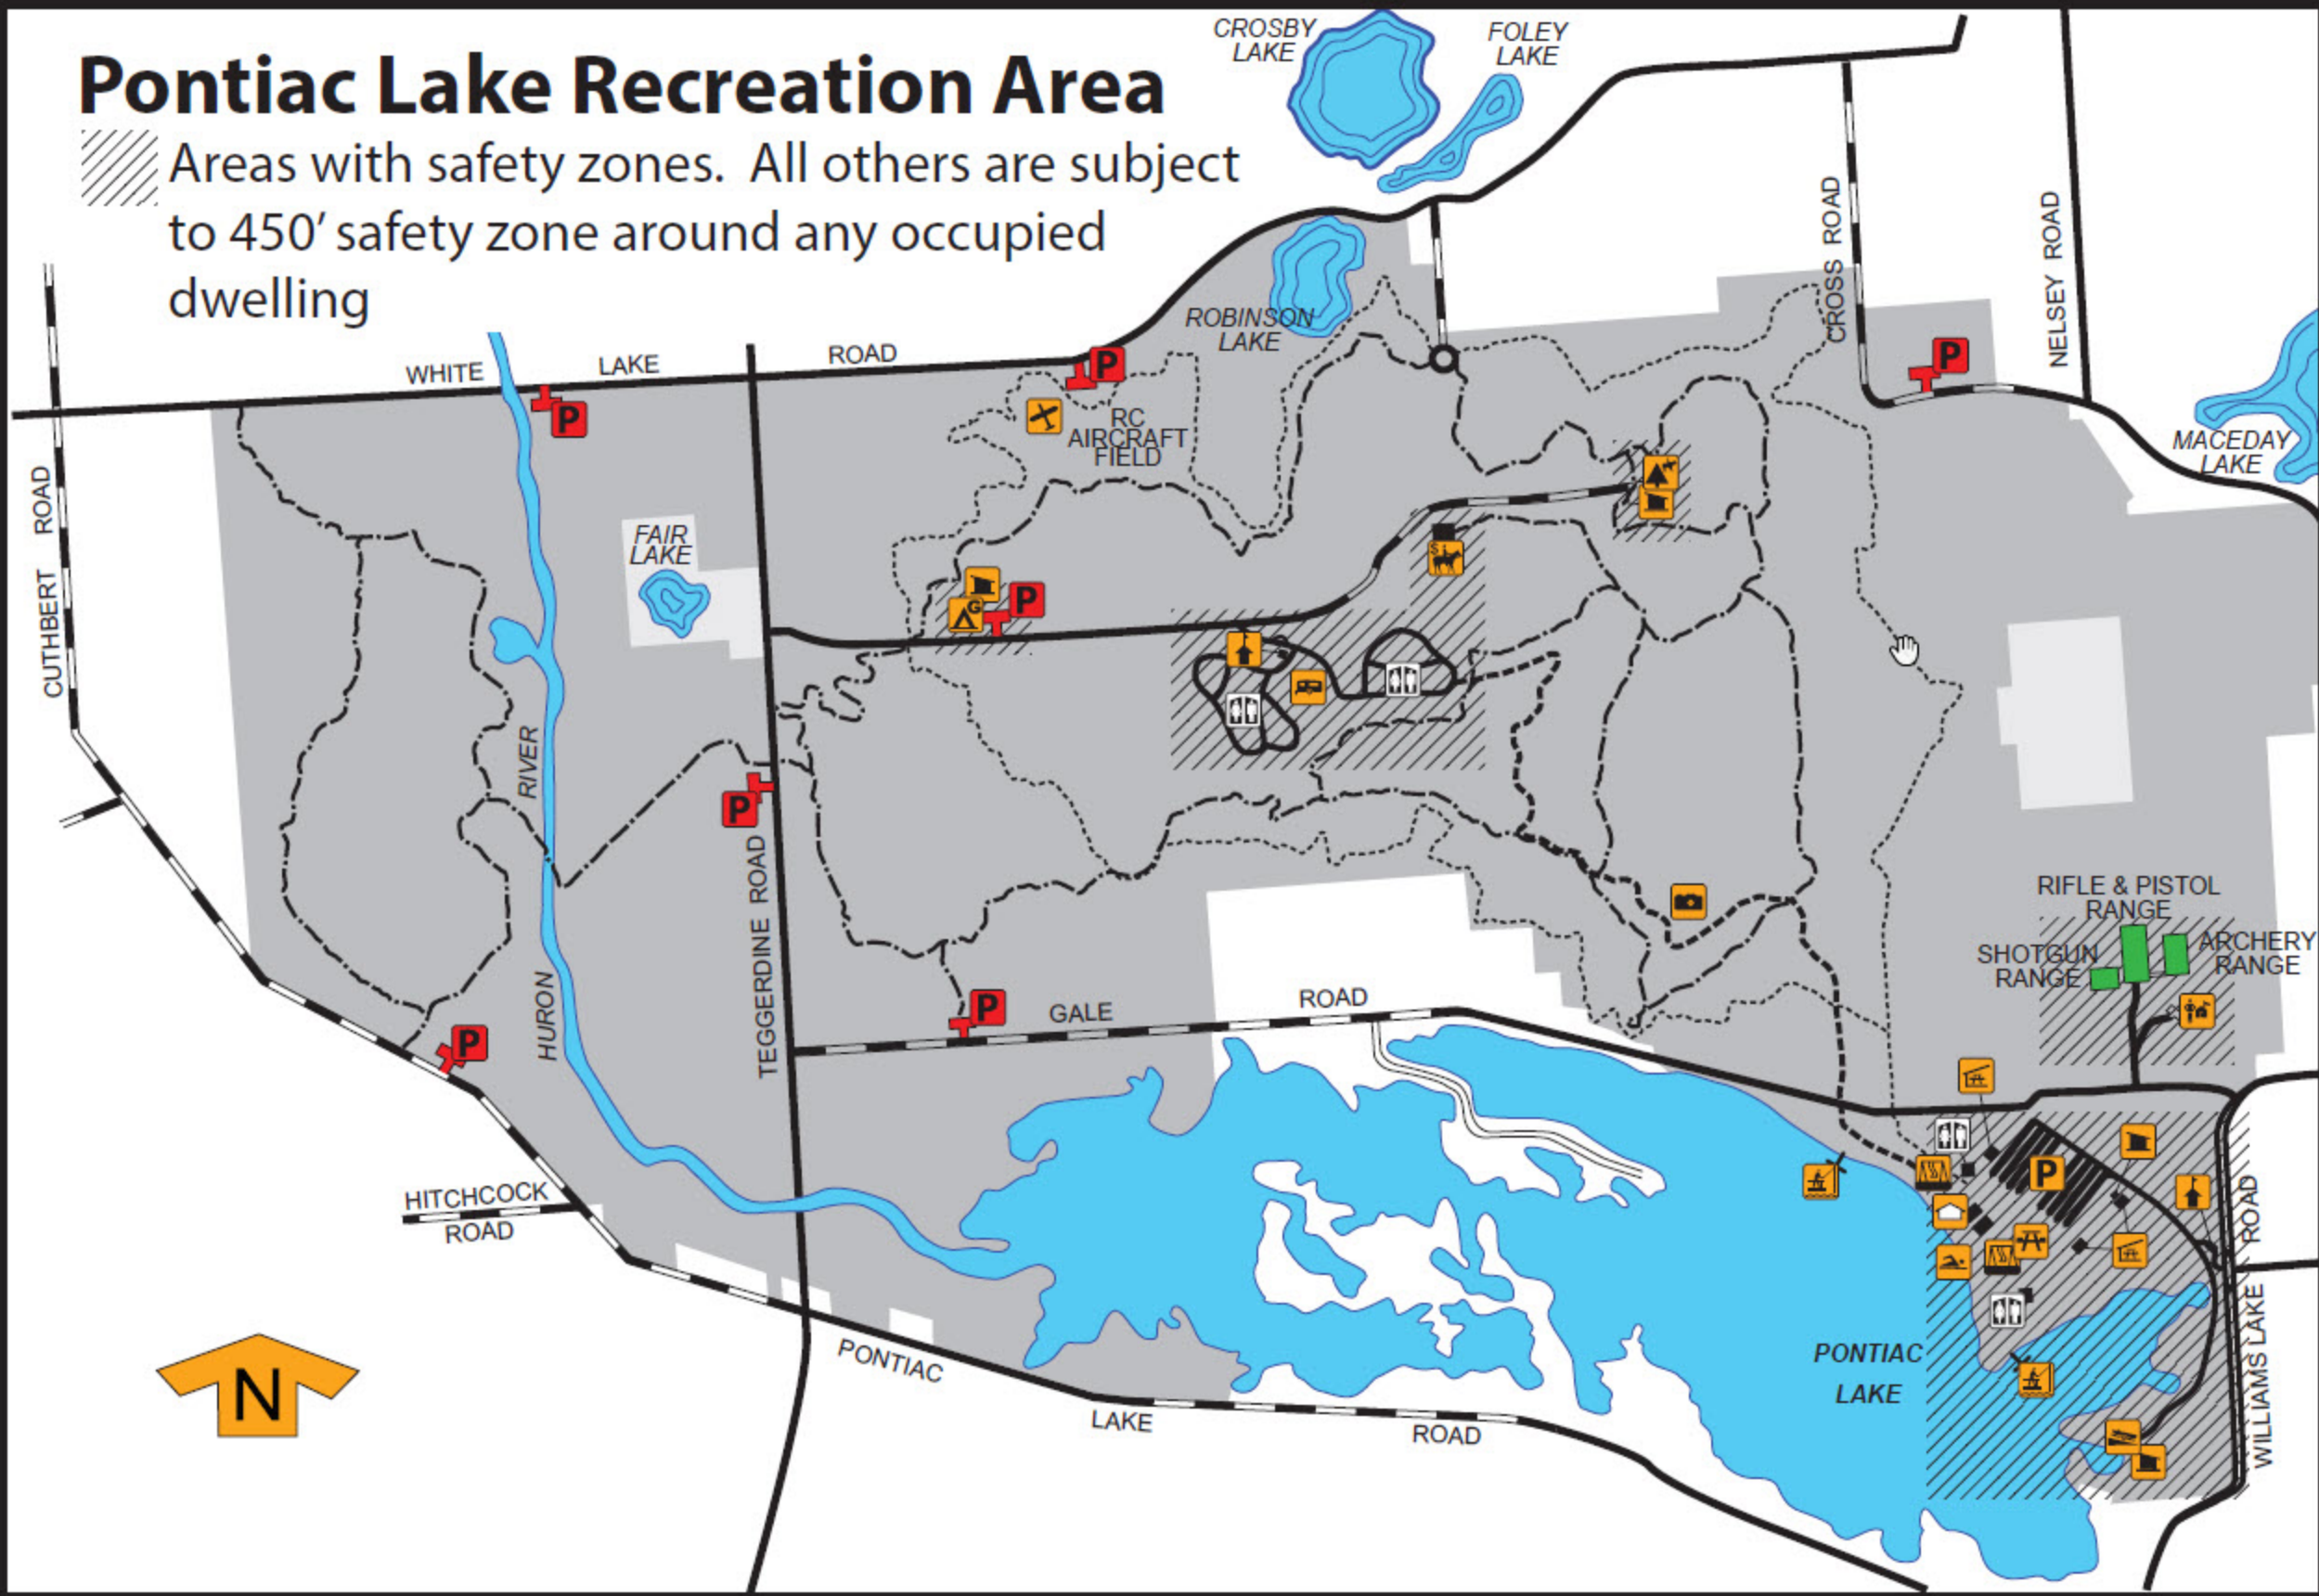 Pontiac Lake Recreation Area
Areas with safety zones.  All others are subject
to 450’ safety zone around any occupied
dwelling
CROSBY
LAKE
FOLEY
LAKE
ROBINSON
LAKE
CROSS ROAD
NELSEY ROAD
MACEDAY
LAKE
WHITE LAKE ROAD
P
P
P
RC
AIRCRAFT
FIELD
CUTHBERT ROAD
FAIR
LAKE
G
P
S
RIVER
HURON
P
TEGGERDINE ROAD
P
P
GALE ROAD
RIFLE & PISTOL
RANGE
SHOTGUN
RANGE
ARCHERY
RANGE
P
HITCHCOCK
ROAD
PONTIAC LAKE ROAD
PONTIAC
LAKE
WILLIAMS LAKE ROAD
N